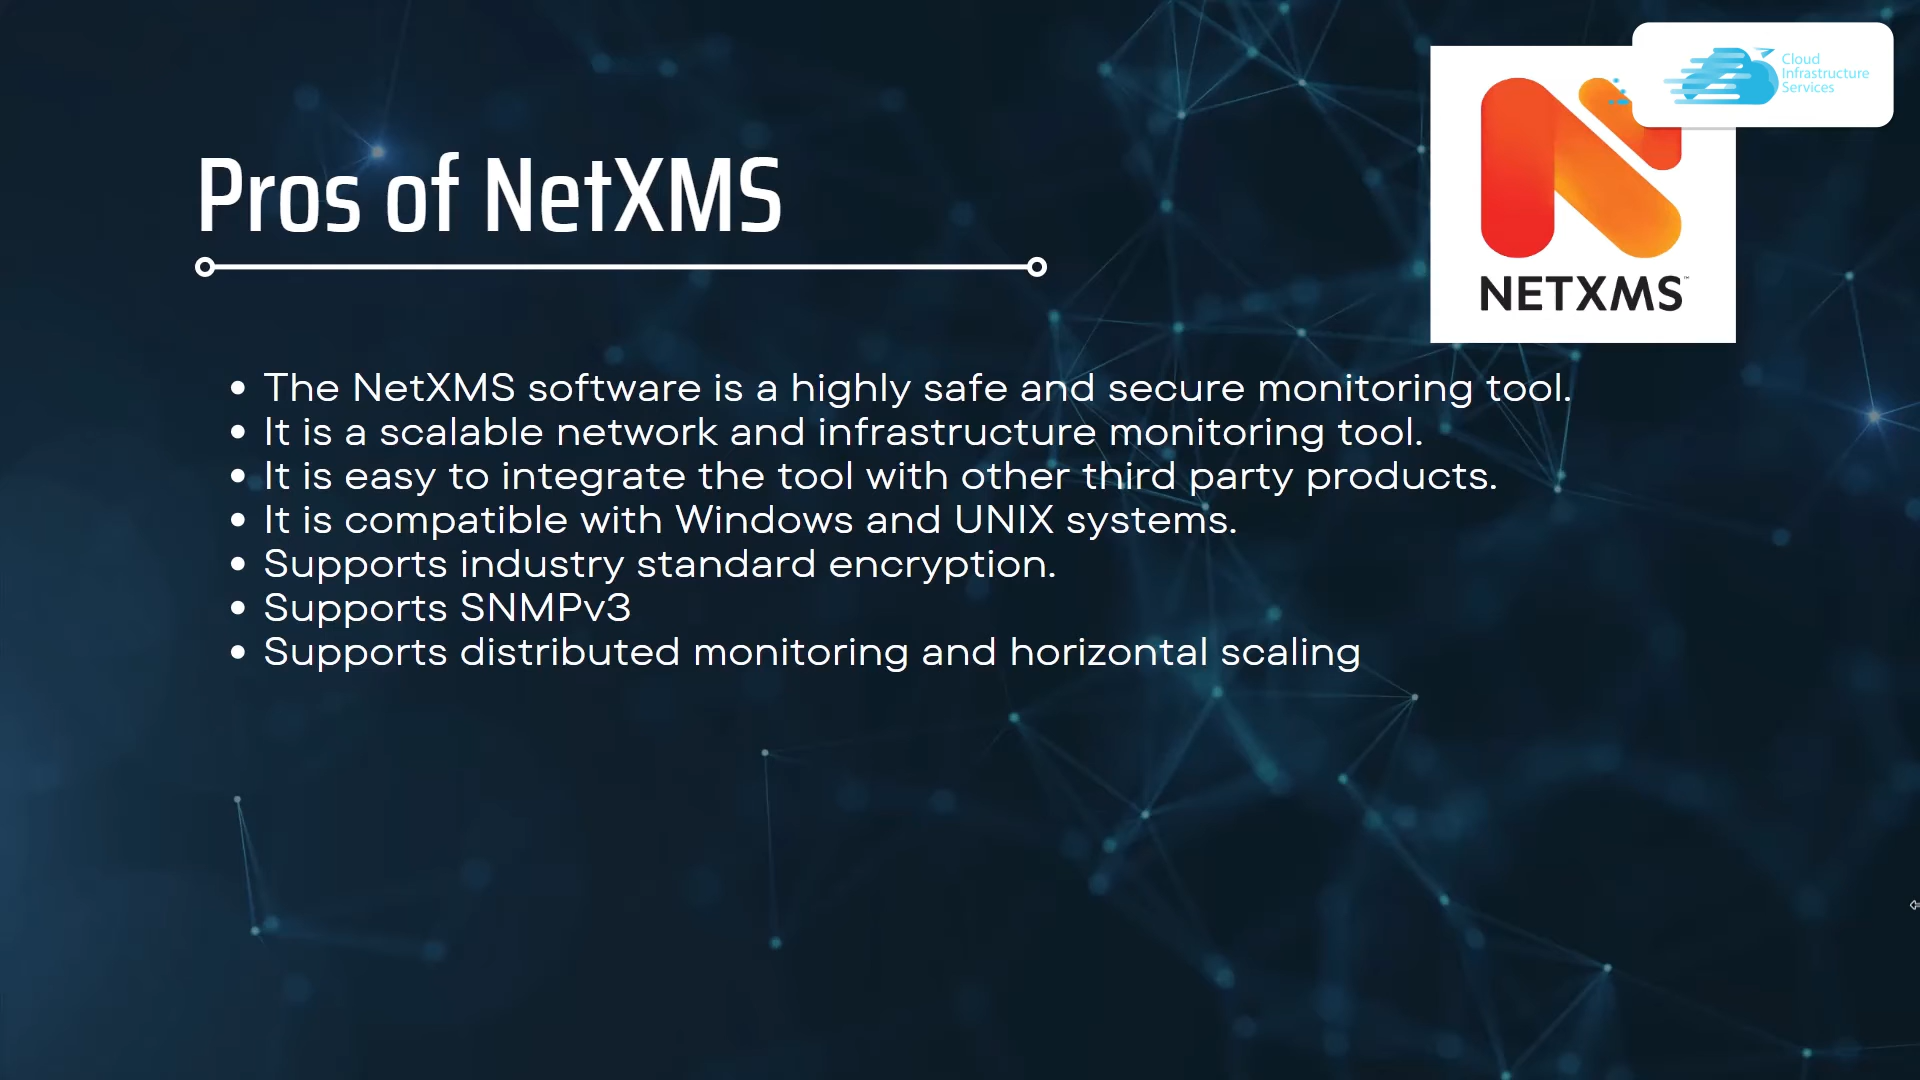 Cloud
Infrastructure
Services
Pros of NetXMS
NETXMS™
• The NetXMS software is a highly safe and secure monitoring tool.
• It is a scalable network and infrastructure monitoring tool.
• It is easy to integrate the tool with other third party products.
• It is compatible with Windows and UNIX systems.
• Supports industry standard encryption.
• Supports SNMPv3
• Supports distributed monitoring and horizontal scaling